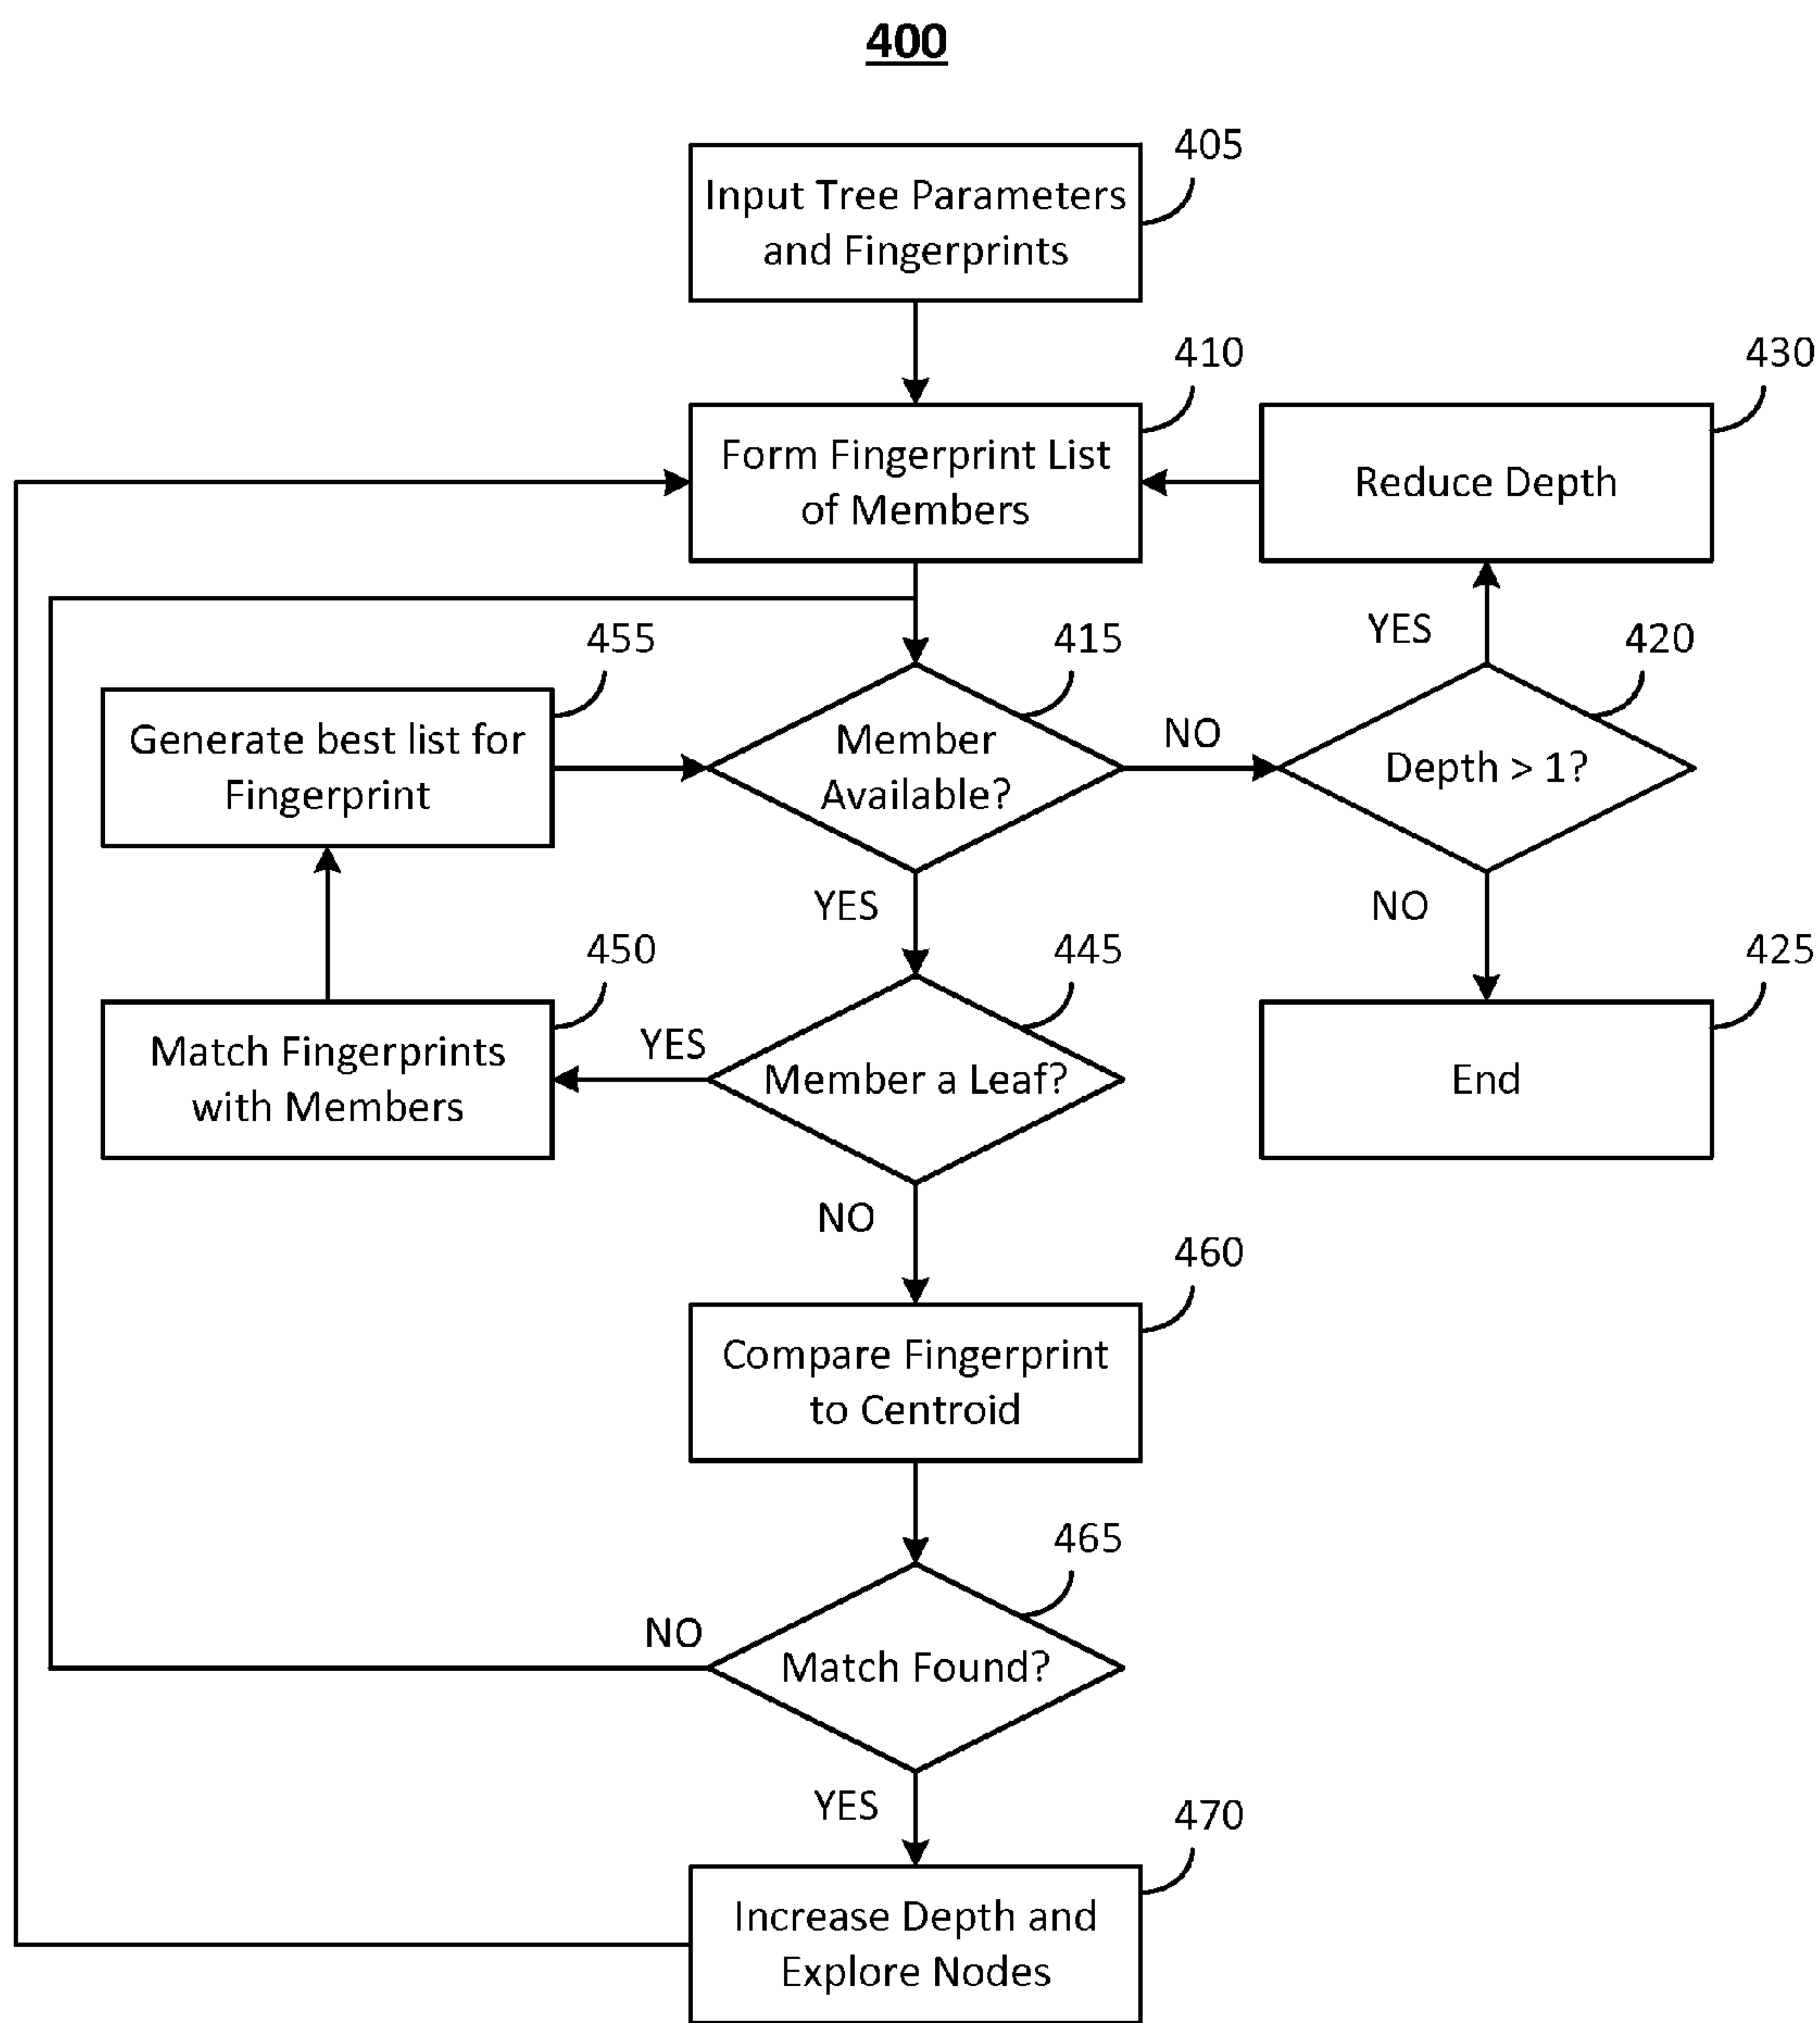 400
405
Input Tree Parameters
and Fingerprints
410
Form Fingerprint List
of Members
430
Reduce Depth
YES
455
Generate best list for
Fingerprint
415
Member
Available?
NO
420
Depth > 1?
YES
NO
450
Match Fingerprints
with Members
YES
445
Member a Leaf?
425
End
NO
460
Compare Fingerprint
to Centroid
465
NO
Match Found?
YES
470
Increase Depth and
Explore Nodes